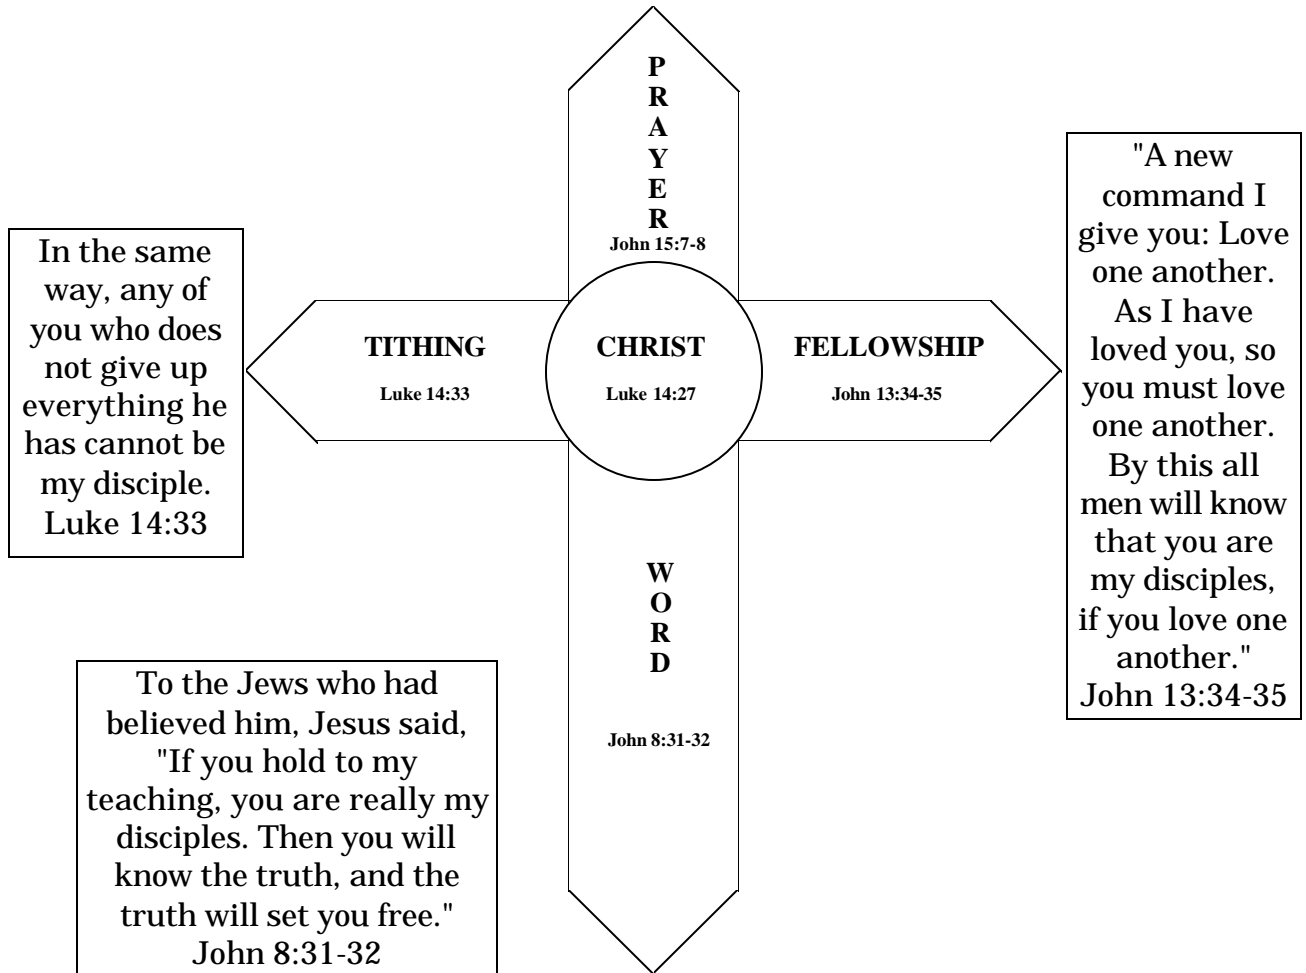 P
R
A
Y
E
R
John 15:7-8
In the same
way, any of
you who does
not give up
everything he
has cannot be
my disciple.
Luke 14:33
TITHING
Luke 14:33
CHRIST
Luke 14:27
FELLOWSHIP
John 13:34-35
"A new
command I
give you: Love
one another.
As I have
loved you, so
you must love
one another.
By this all
men will know
that you are
my disciples,
if you love one
another."
John 13:34-35
W
O
R
D
John 8:31-32
To the Jews who had
believed him, Jesus said,
"If you hold to my
teaching, you are really my
disciples. Then you will
know the truth, and the
truth will set you free."
John 8:31-32